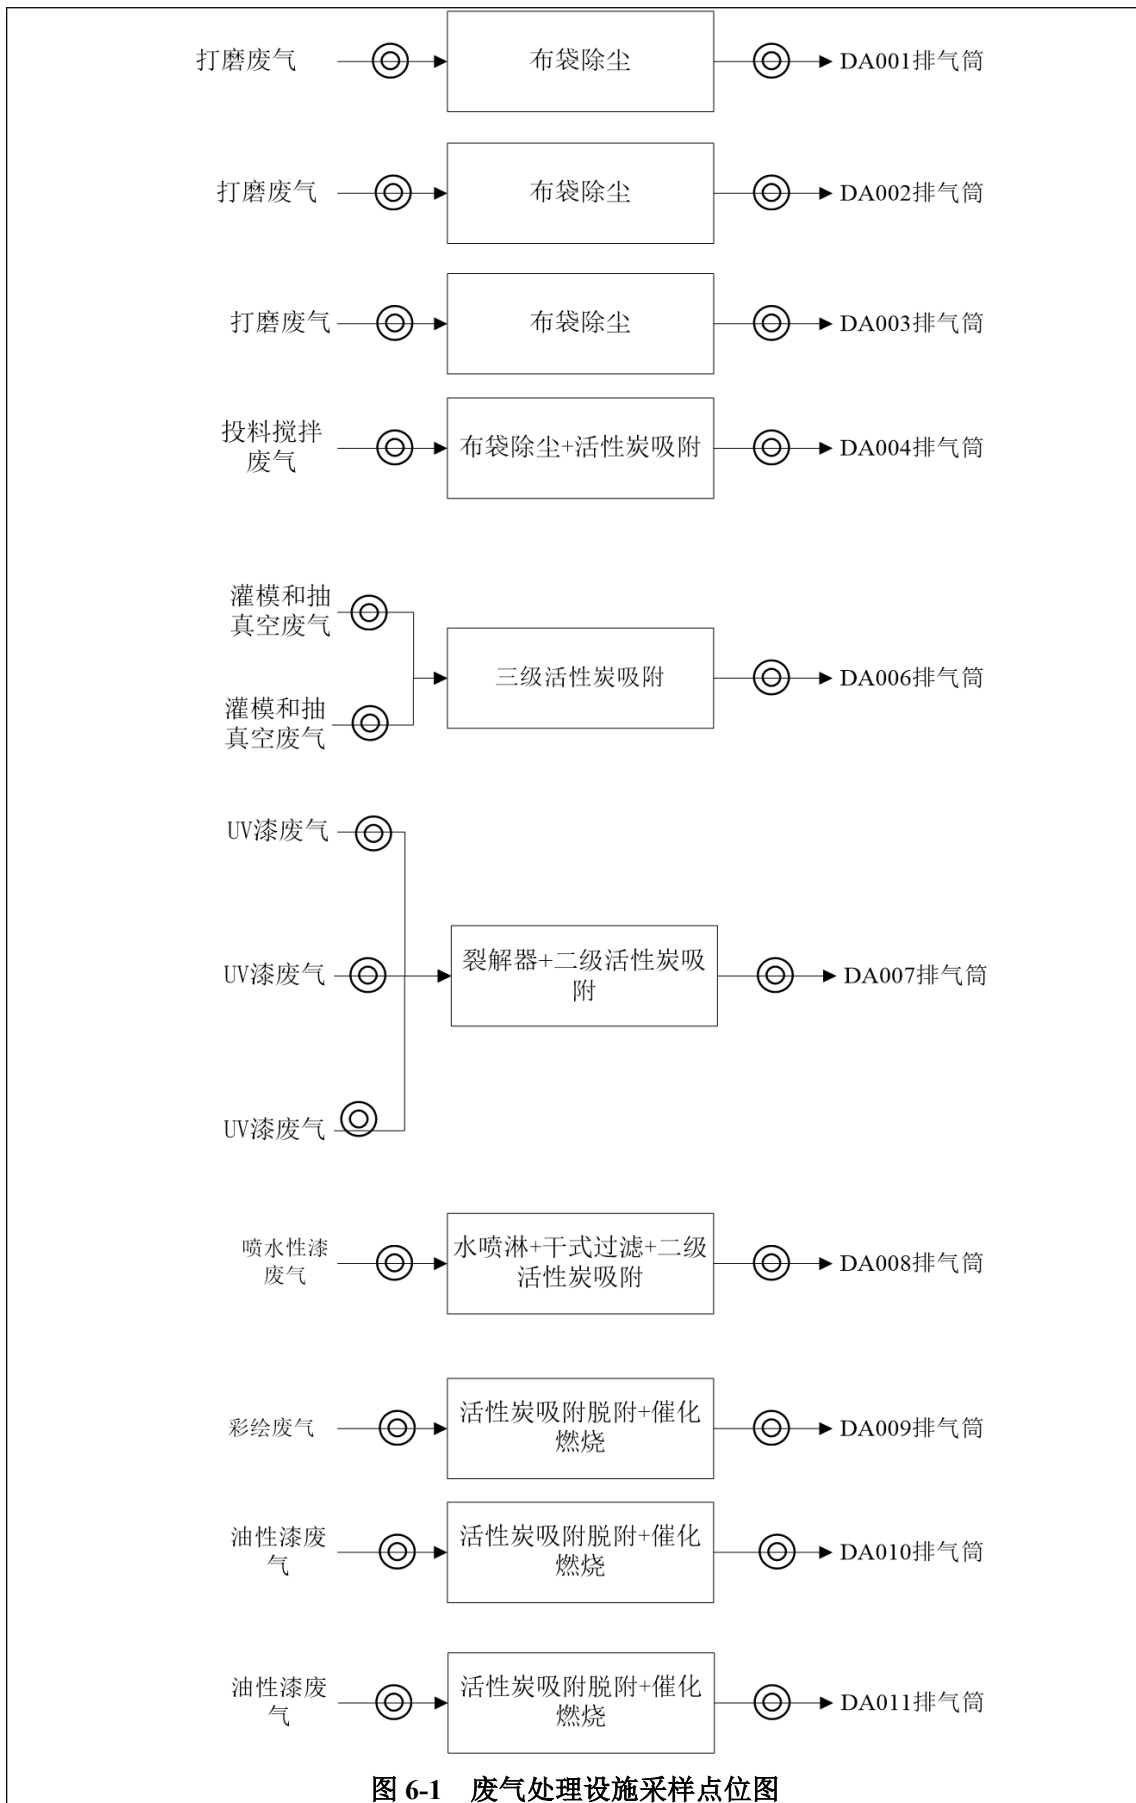 打磨废气
布袋除尘
DA001排气筒
打磨废气
布袋除尘
DA002排气筒
打磨废气
布袋除尘
DA003排气筒
投料搅拌
废气
布袋除尘+活性炭吸附
DA004排气筒
灌模和抽
真空废气
灌模和抽
真空废气
三级活性炭吸附
DA006排气筒
UV漆废气
UV漆废气
UV漆废气
裂解器+二级活性炭吸
附
DA007排气筒
喷水性漆
废气
水喷淋+干式过滤+二级
活性炭吸附
DA008排气筒
彩绘废气
活性炭吸附脱附+催化
燃烧
DA009排气筒
油性漆废
气
活性炭吸附脱附+催化
燃烧
DA010排气筒
油性漆废
气
活性炭吸附脱附+催化
燃烧
DA011排气筒
图 6-1 废气处理设施采样点位图